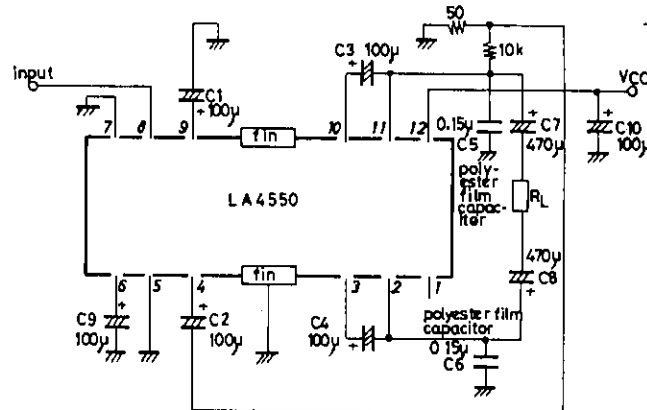 50
C3 100μ
10k
input
VCC
C1
100μ
7 8 9
fin
10 11 12
0.15μ
C5
C7
470μ
C10
100μ
polyester
film
capaciter
LA4550
RL
470μ
C8
fin
6 5 4
3 2 1
C9
100μ
C2
100μ
C4
100μ
polyester film
capacitor
0.15μ
C6